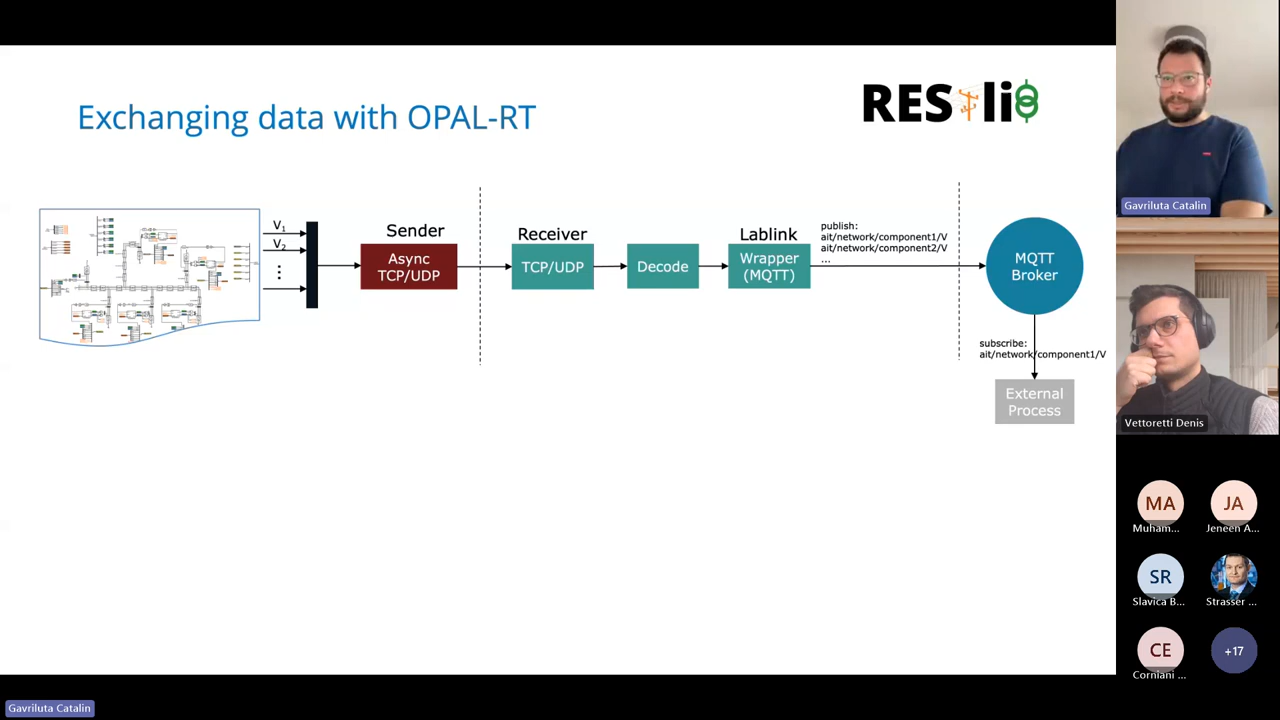 Exchanging data with OPAL-RT
RES li
V1
V2
Sender
Async
TCP/UDP
Receiver
TCP/UDP
Decode
Lablink
Wrapper
(MQTT)
publish:
ait/network/component1/V
ait/network/component2/V
...
MQTT
Broker
subscribe:
ait/network/component1/V
External
Process
Gavriluta Catalin
Vettoretti Denis
MA
Muham...
JA
Jeneen A...
SR
Slavica B...
Strasser ...
CE
Corniani ...
+17
Gavriluta Catalin